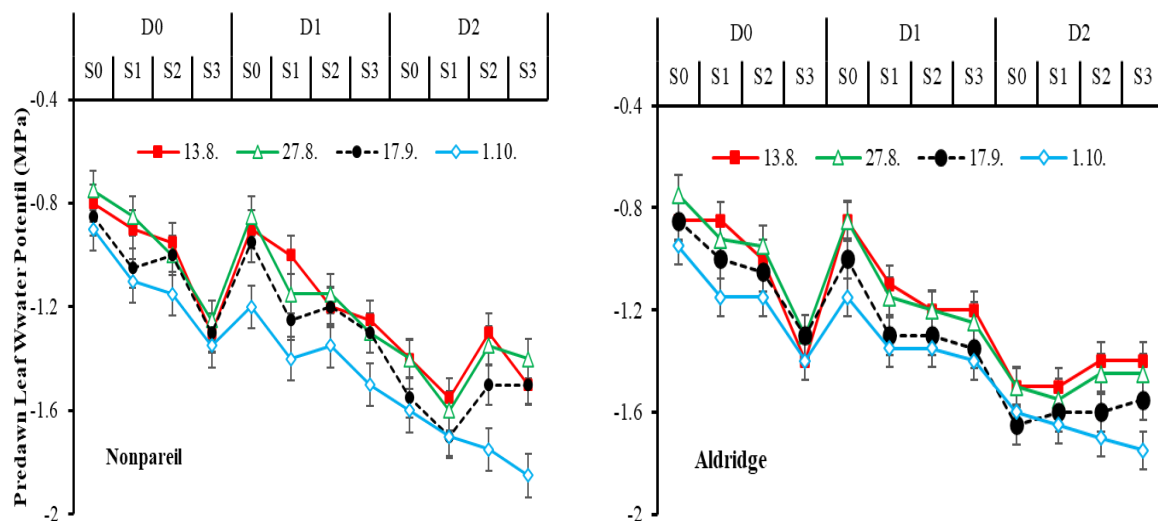 D0 D1 D2
S0 S1 S2 S3 S0 S1 S2 S3 S0 S1 S2 S3
-0.4
13.8. 27.8. 17.9. 1.10.
-0.8
-1.2
-1.6
-2
Predawn Leaf Wwater Potentil (MPa)
Nonpareil
D0 D1 D2
S0 S1 S2 S3 S0 S1 S2 S3 S0 S1 S2 S3
-0.4
13.8. 27.8. 17.9. 1.10.
-0.8
-1.2
-1.6
-2
Aldridge